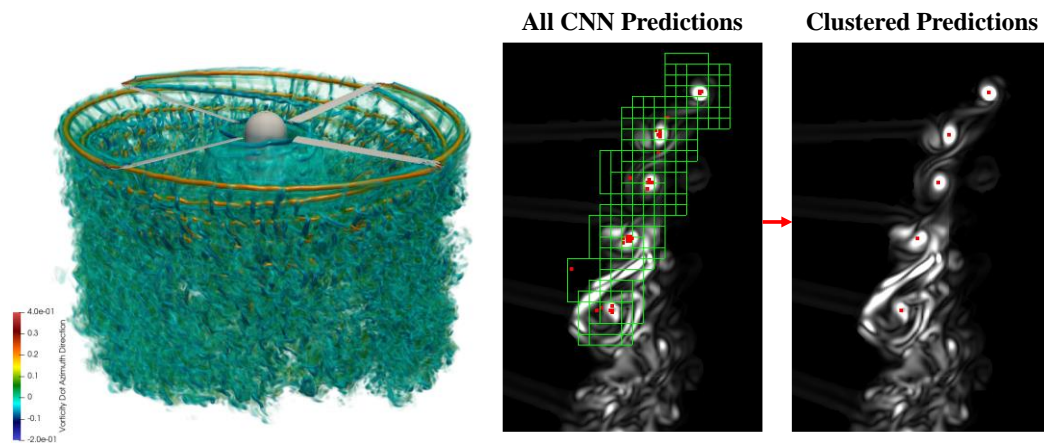 All CNN Predictions
Clustered Predictions
4.0e-01
0.3
0.2
0.1
0
-0.1
-2.0e-01
Vorticity Dot Azimuth Direction